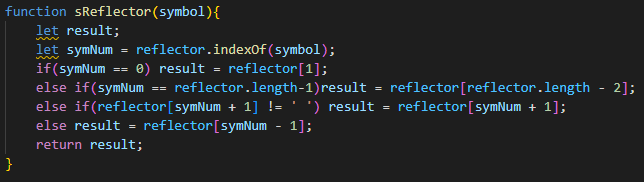 function sReflector(symbol){
let result;
let symNum = reflector.indexOf(symbol);
if(symNum == 0) result = reflector[1];
else if(symNum == reflector.length-1)result = reflector[reflector.length - 2];
else if(reflector[symNum + 1] != ' ') result = reflector[symNum + 1];
else result = reflector[symNum - 1];
return result;
}